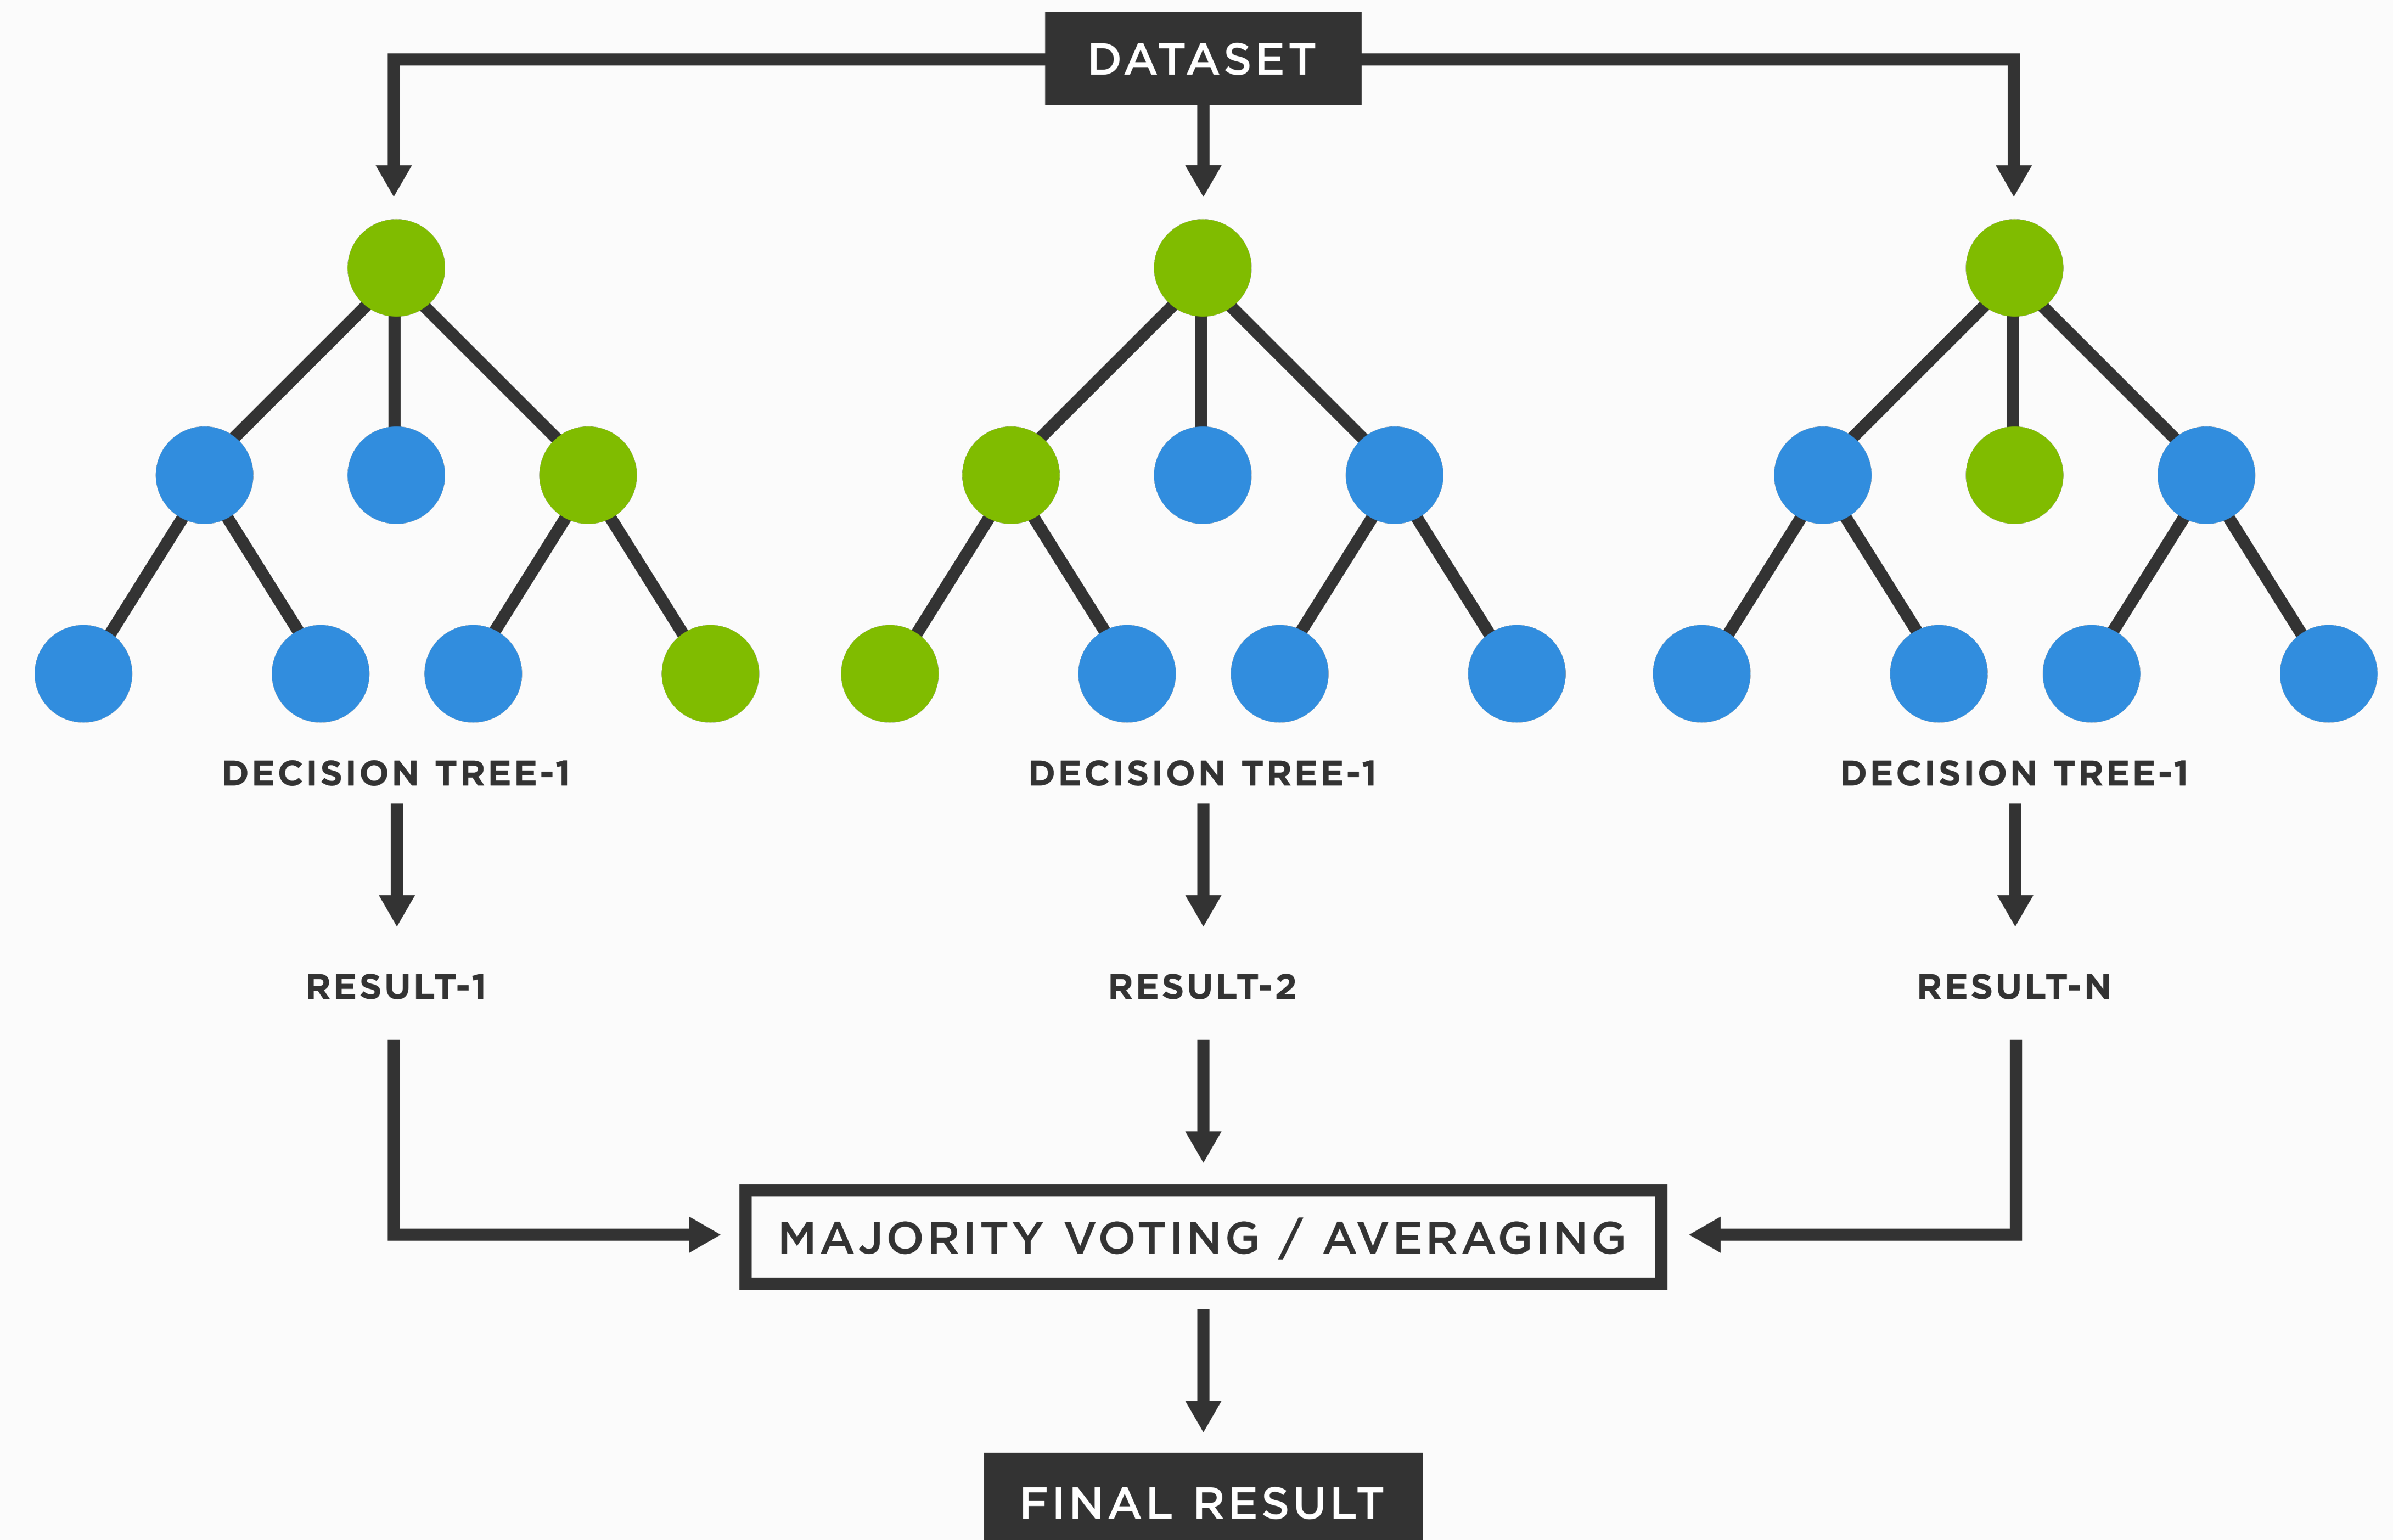 DATASET
DECISION TREE-1
DECISION TREE-1
DECISION TREE-1
RESULT-1
RESULT-2
RESULT-N
MAJORITY VOTING / AVERAGING
FINAL RESULT